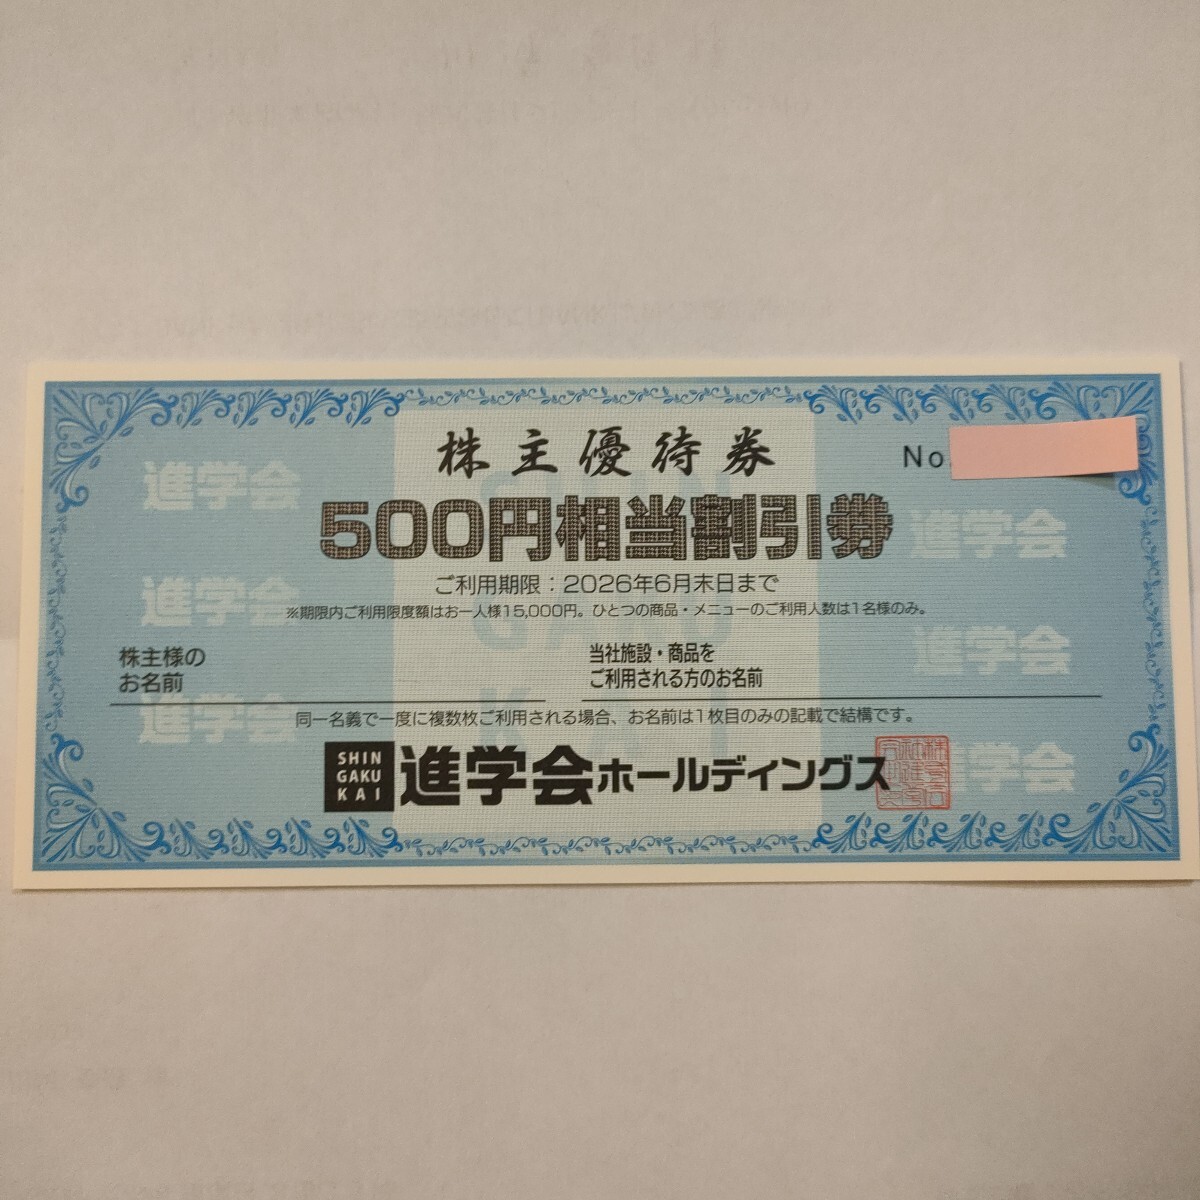 株主優待券
No.
500円相当割引券
ご利用期限：2026年6月末日まで
※期限内ご利用限度額はお一人様15,000円。ひとつの商品・メニューのご利用人数は1名様のみ。
株主様の
お名前
当社施設・商品を
ご利用される方のお名前
同一名義で一度に複数枚ご利用される場合、お名前は1枚目のみの記載で結構です。
SHIN
GAKU
KAI
進学会ホールディングス
進学会
進学会
進学会
進学会
進学会
進学会
SHIN
GAKU
KAI